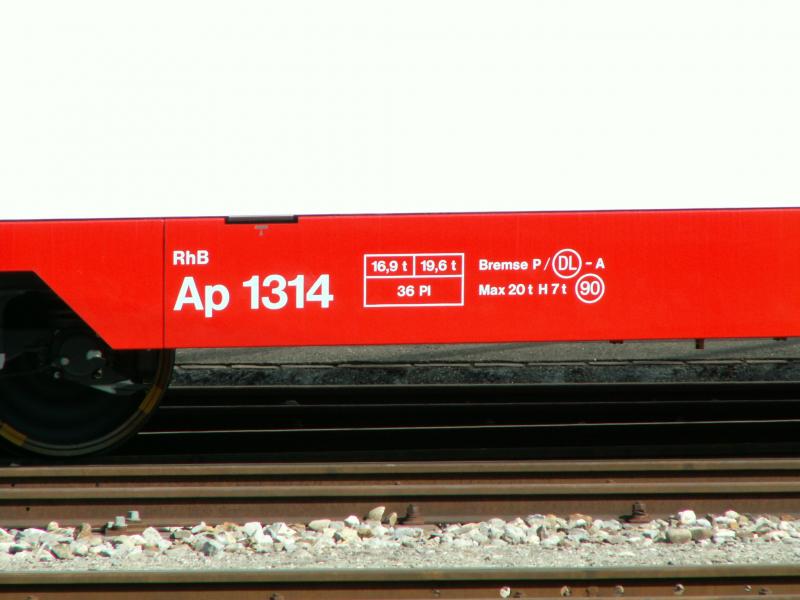 RhB
Ap 1314
16,9 t 19,6 t
36 Pl
Bremse P / DL - A
Max 20 t H 7 t 90